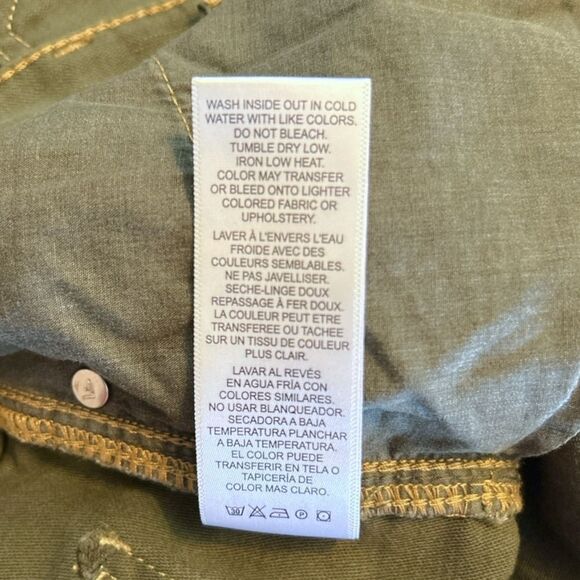 WASH INSIDE OUT IN COLD
WATER WITH LIKE COLORS.
DO NOT BLEACH.
TUMBLE DRY LOW.
IRON LOW HEAT.
COLOR MAY TRANSFER
OR BLEED ONTO LIGHTER
COLORED FABRIC OR
UPHOLSTERY.
LAVER À L'ENVERS L'EAU
FROIDE AVEC DES
COULEURS SEMBLABLES.
NE PAS JAVELLISER.
SECHE-LINGE DOUX
REPASSAGE À FER DOUX.
LA COULEUR PEUT ETRE
TRANSFEREE OU TACHEE
SUR UN TISSU DE COULEUR
PLUS CLAIR.
LAVAR AL REVÉS
EN AGUA FRÍA CON
COLORES SIMILARES.
NO USAR BLANQUEADOR.
SECADORA A BAJA
TEMPERATURA PLANCHAR
A BAJA TEMPERATURA.
EL COLOR PUEDE
TRANSFERIR EN TELA O
TAPICERÍA DE
COLOR MAS CLARO.
30 P